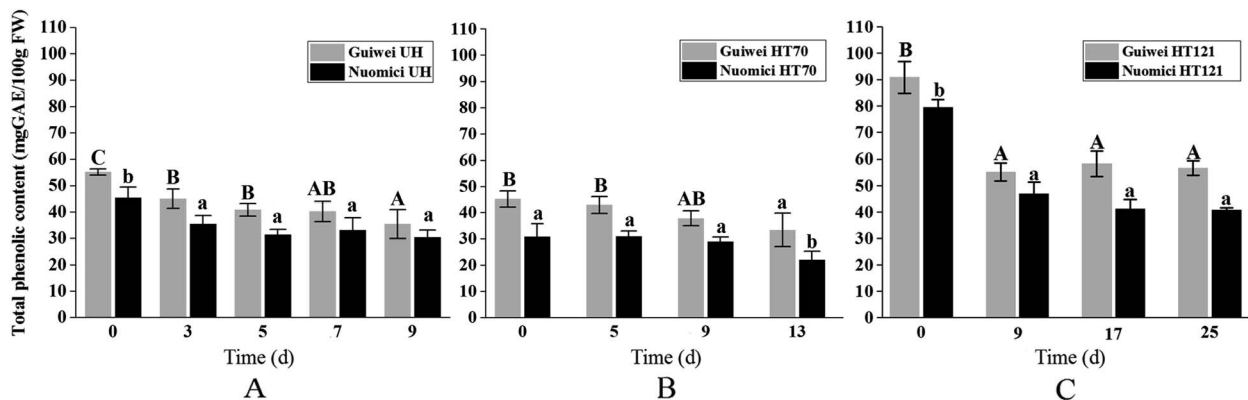 Total phenolic content (mgGAE/100g FW)
110
100
90
80
70
60
50
40
30
20
10
0
Guiwei UH
Nuomici UH
C
b
B
a
B
a
AB
a
A
a
0 3 5 7 9
Time (d)
A
110
100
90
80
70
60
50
40
30
20
10
0
Guiwei HT70
Nuomici HT70
B
a
B
a
AB
a
a
b
0 5 9 13
Time (d)
B
110
100
90
80
70
60
50
40
30
20
10
0
Guiwei HT121
Nuomici HT121
B
b
A
a
A
a
A
a
0 9 17 25
Time (d)
C